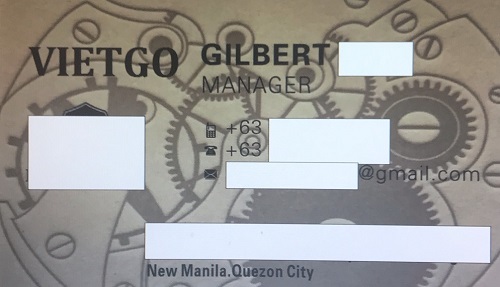 VIETGO
GILBERT
MANAGER
+63
+63
@gmail.com
New Manila.Quezon City